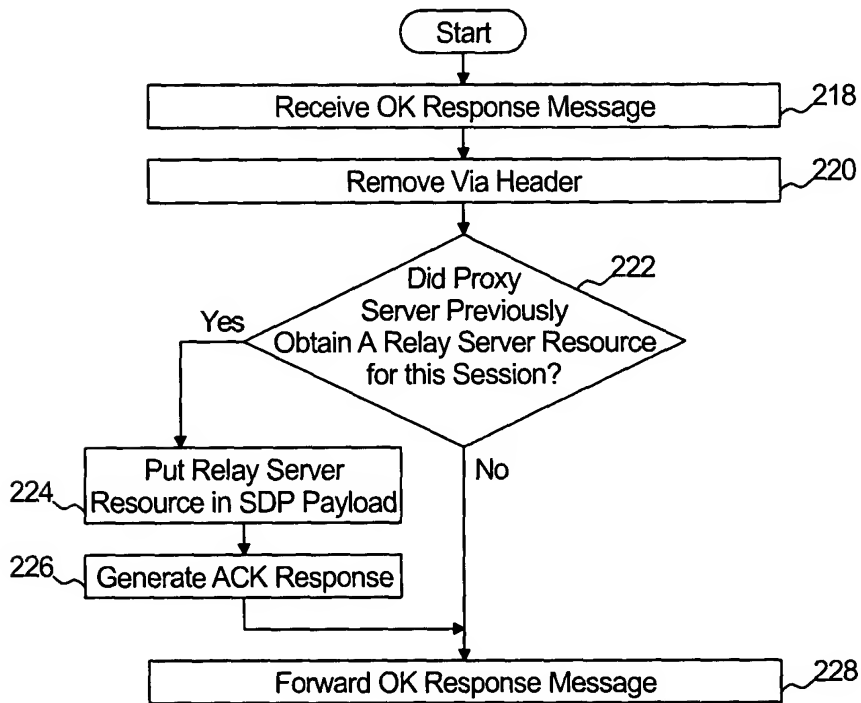 Start
Receive OK Response Message
218
Remove Via Header
220
Did Proxy
Server Previously
Obtain A Relay Server Resource
for this Session?
222
Yes
No
Put Relay Server
Resource in SDP Payload
224
226
Generate ACK Response
Forward OK Response Message
228